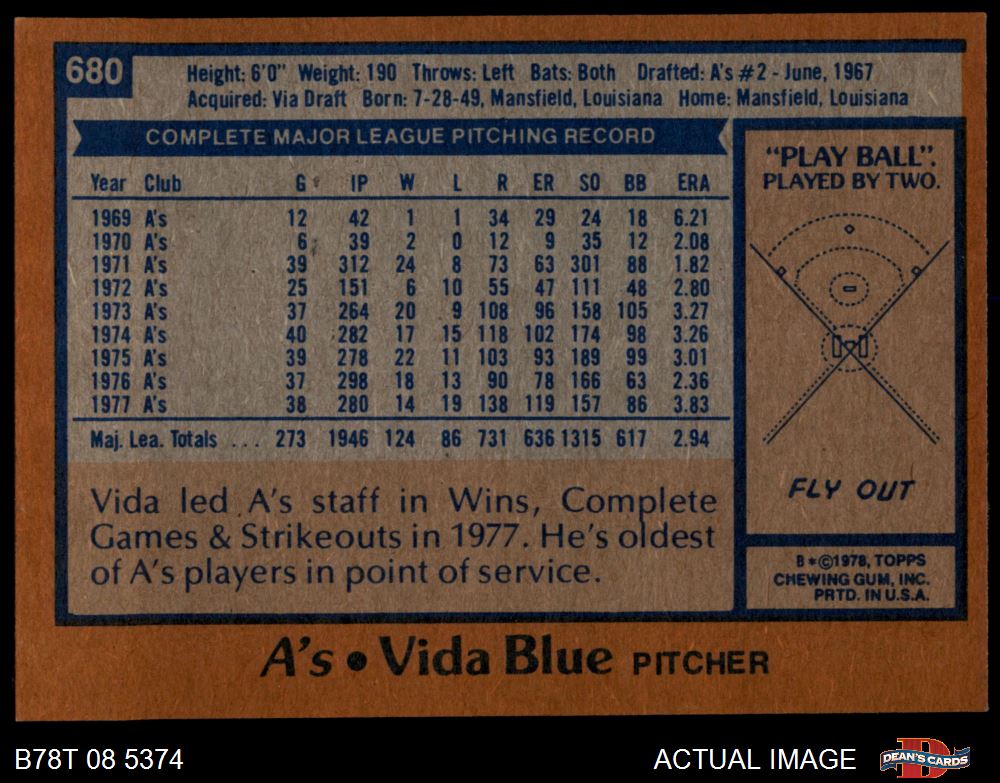 680
Height: 6'0" Weight: 190 Throws: Left Bats: Both Drafted: A's #2 - June, 1967
Acquired: Via Draft Born: 7-28-49, Mansfield, Louisiana Home: Mansfield, Louisiana
COMPLETE MAJOR LEAGUE PITCHING RECORD
Year Club G IP W L R ER SO BB ERA
1969 A's 12 42 1 1 34 29 24 18 6.21
1970 A's 6 39 2 0 12 9 35 12 2.08
1971 A's 39 312 24 8 73 63 301 88 1.82
1972 A's 25 151 6 10 55 47 111 48 2.80
1973 A's 37 264 20 9 108 96 158 105 3.27
1974 A's 40 282 17 15 118 102 174 98 3.26
1975 A's 39 278 22 11 103 93 189 99 3.01
1976 A's 37 298 18 13 90 78 166 63 2.36
1977 A's 38 280 14 19 138 119 157 86 3.83
Maj. Lea. Totals ... 273 1946 124 86 731 636 1315 617 2.94
Vida led A's staff in Wins, Complete
Games & Strikeouts in 1977. He's oldest
of A's players in point of service.
"PLAY BALL".
PLAYED BY TWO.
FLY OUT
B*©1978, TOPPS
CHEWING GUM, INC.
PRTD. IN U.S.A.
A's • Vida Blue PITCHER
B78T 08 5374
ACTUAL IMAGE
DEAN'S CARDS